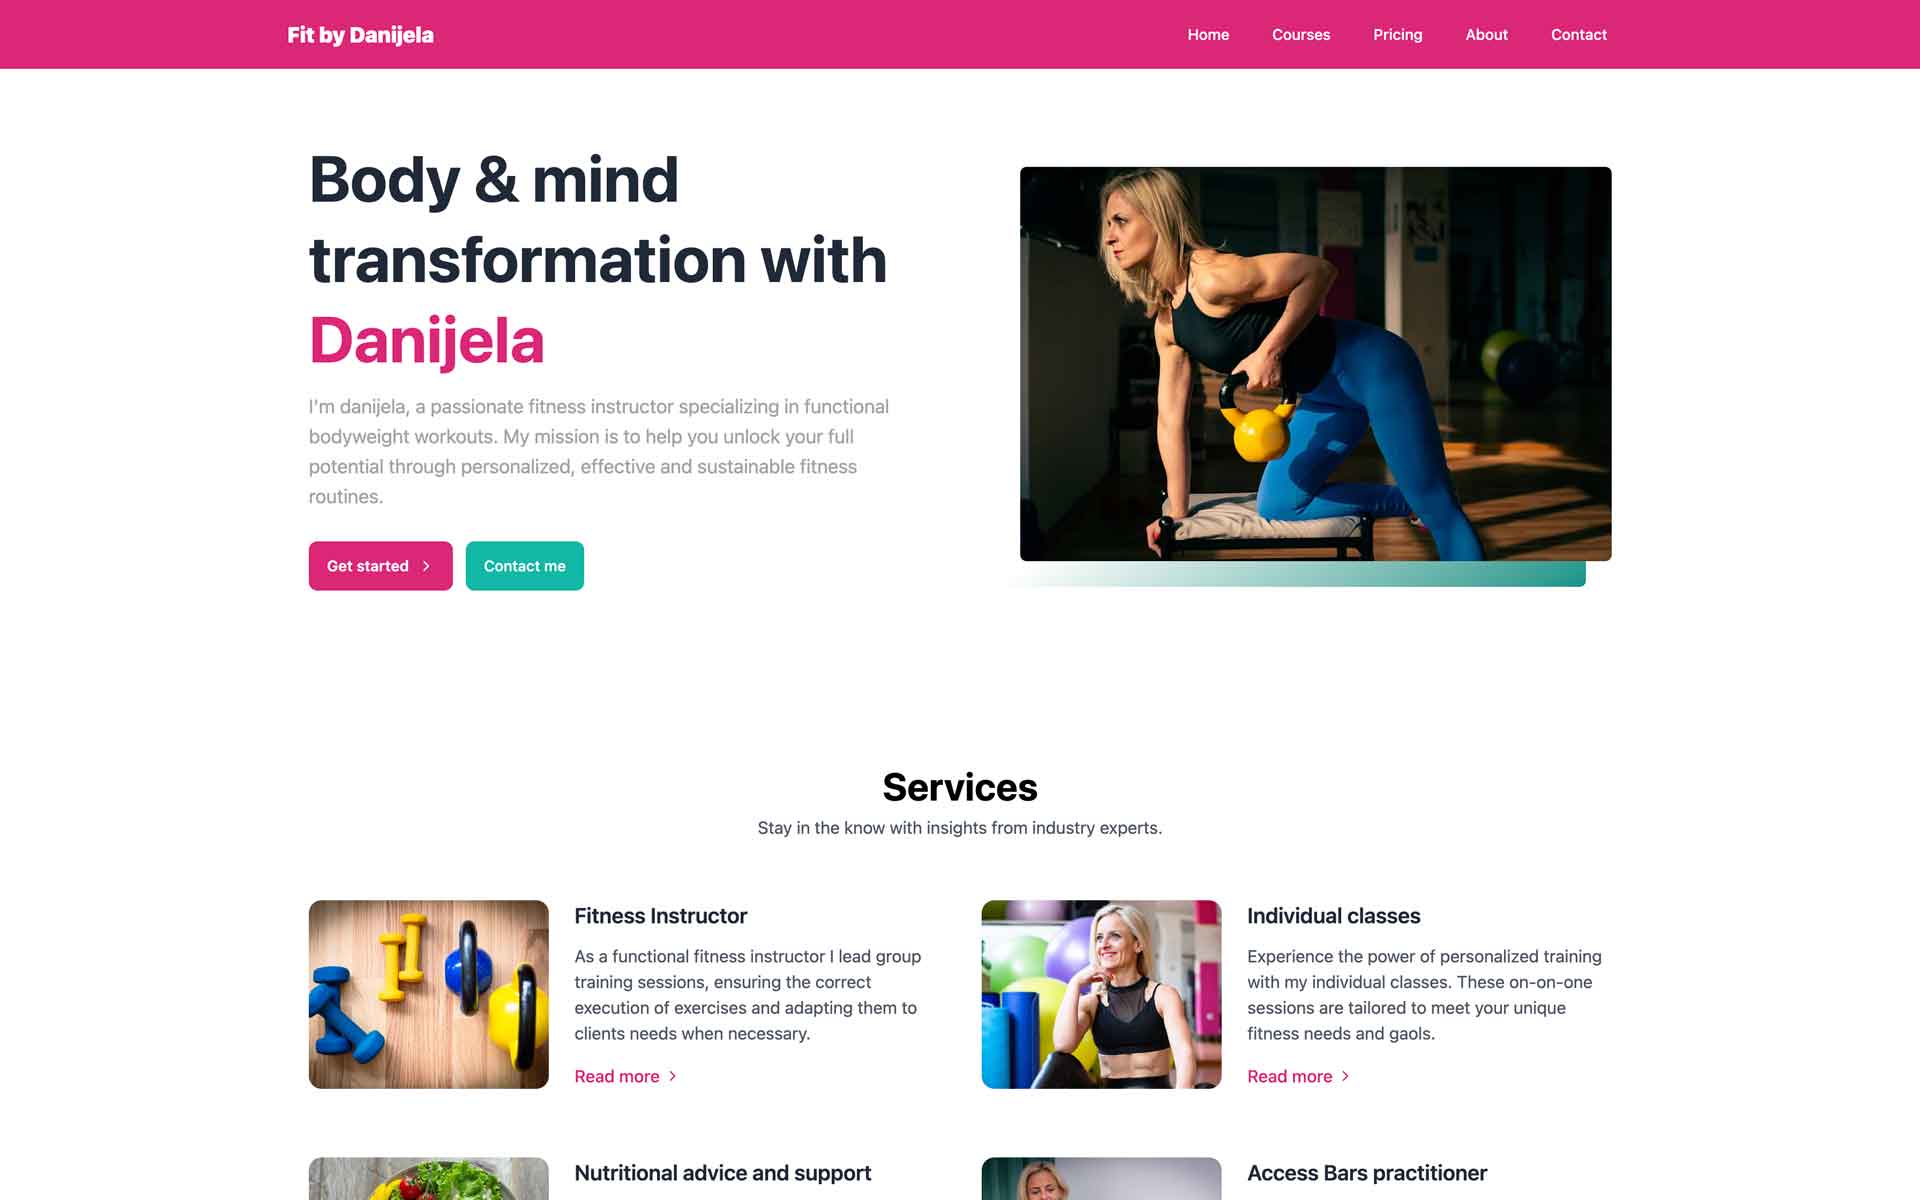 Fit by Danijela
Home Courses Pricing About Contact
Body & mind
transformation with
Danijela
I'm danijela, a passionate fitness instructor specializing in functional
bodyweight workouts. My mission is to help you unlock your full
potential through personalized, effective and sustainable fitness
routines.
Get started
Contact me
Services
Stay in the know with insights from industry experts.
Fitness Instructor
As a functional fitness instructor I lead group
training sessions, ensuring the correct
execution of exercises and adapting them to
clients needs when necessary.
Read more
Individual classes
Experience the power of personalized training
with my individual classes. These on-on-one
sessions are tailored to meet your unique
fitness needs and gaols.
Read more
Nutritional advice and support
Access Bars practitioner